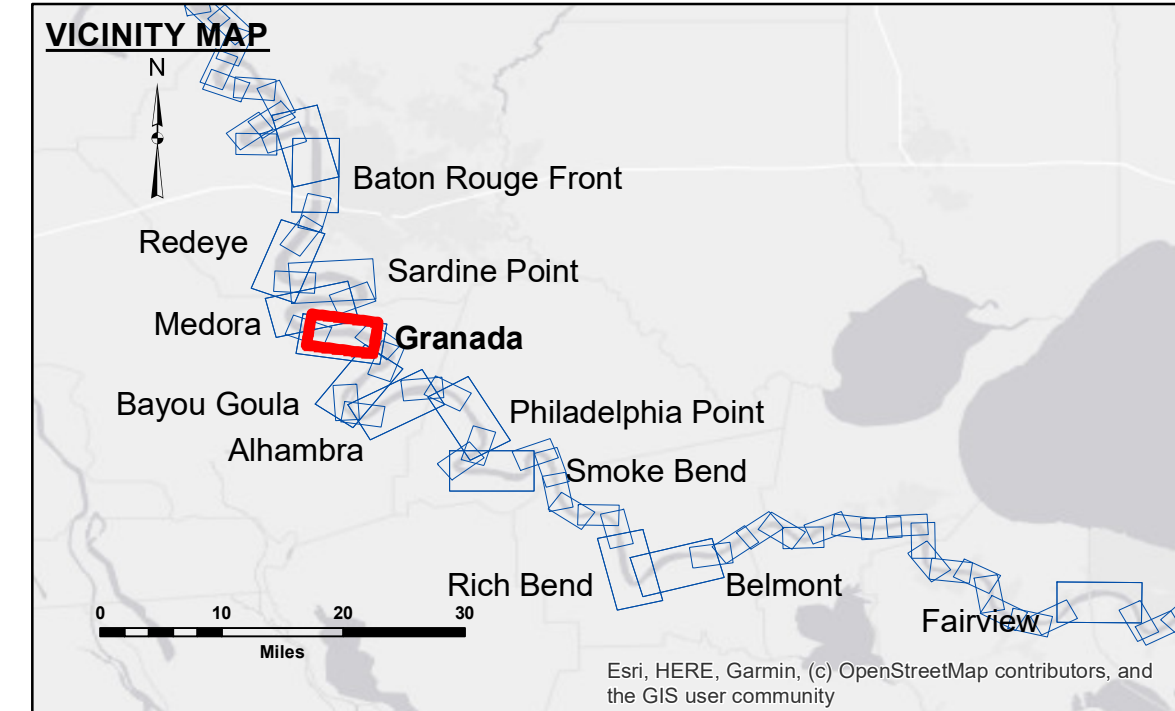 VICINITY MAP
N
Baton Rouge Front
Redeye
Sardine Point
Medora
Granada
Bayou Goula
Philadelphia Point
Alhambra
Smoke Bend
Rich Bend
Belmont
Fairview
0 10 20 30
Miles
Esri, HERE, Garmin, (c) OpenStreetMap contributors, and
the GIS user community